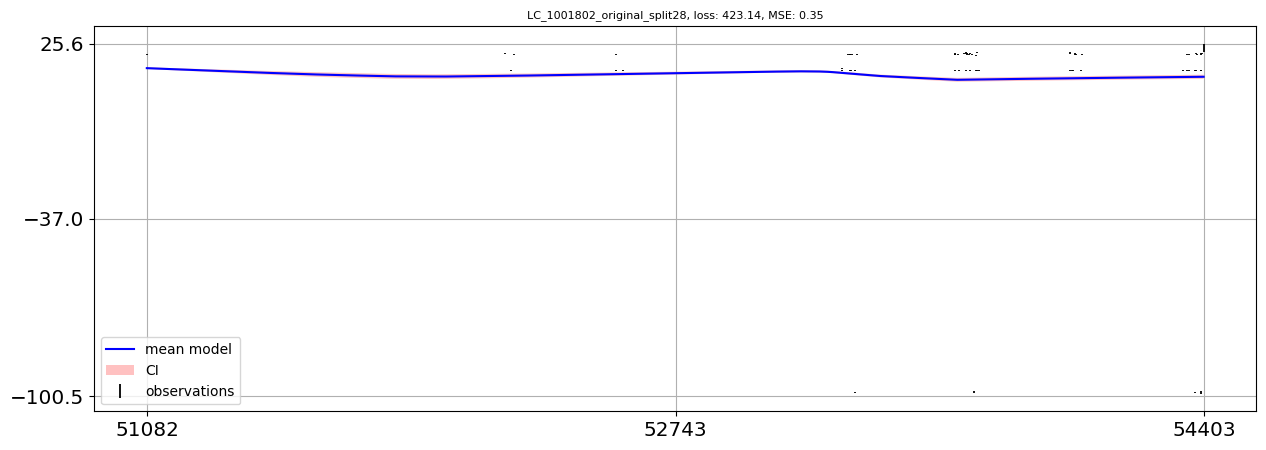 LC_1001802_original_split28, loss: 423.14, MSE: 0.35
25.6
−37.0
−100.5
mean model
CI
observations
51082
52743
54403